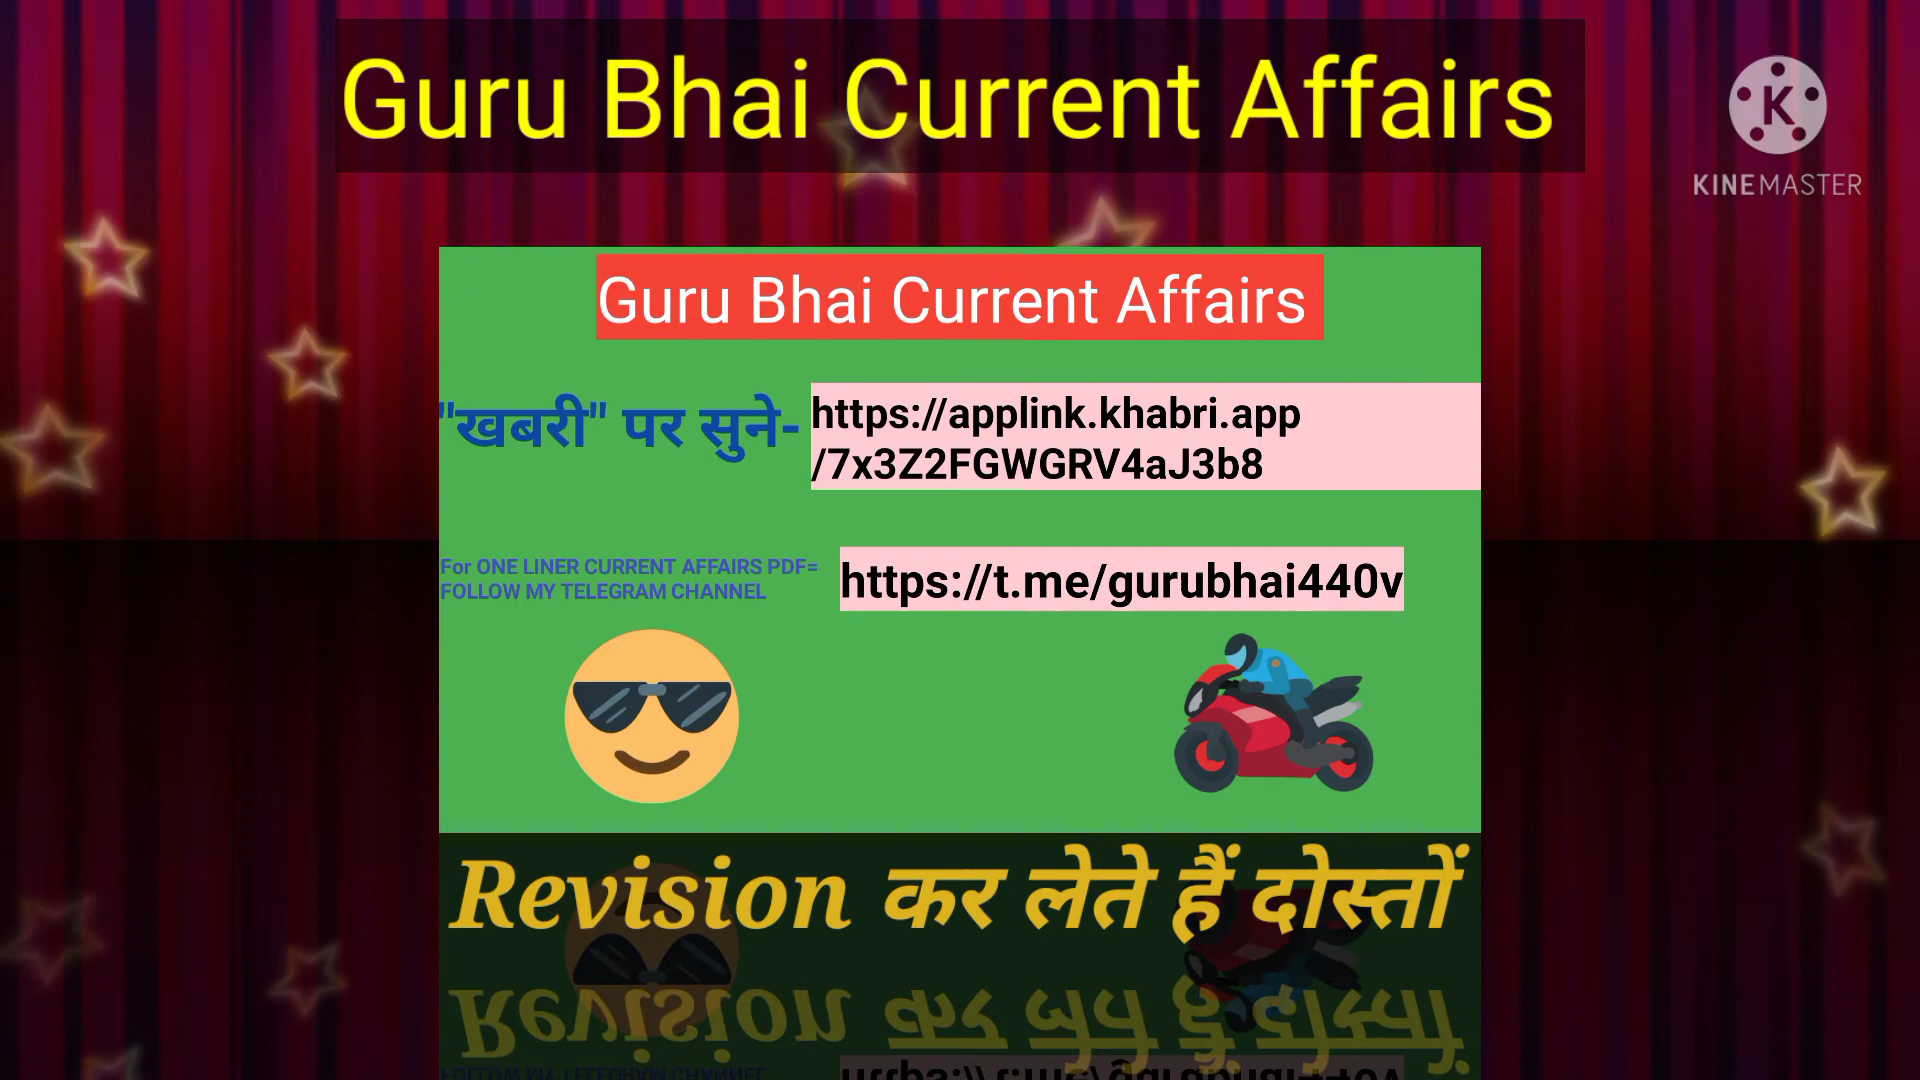 Guru Bhai Current Affairs
KINEMASTER
Guru Bhai Current Affairs
"खबरी" पर सुने-
https://applink.khabri.app
/7x3Z2FGWGRV4aJ3b8
For ONE LINER CURRENT AFFAIRS PDF=
FOLLOW MY TELEGRAM CHANNEL
https://t.me/gurubhai440v
Revision कर लेते हैं दोस्तों